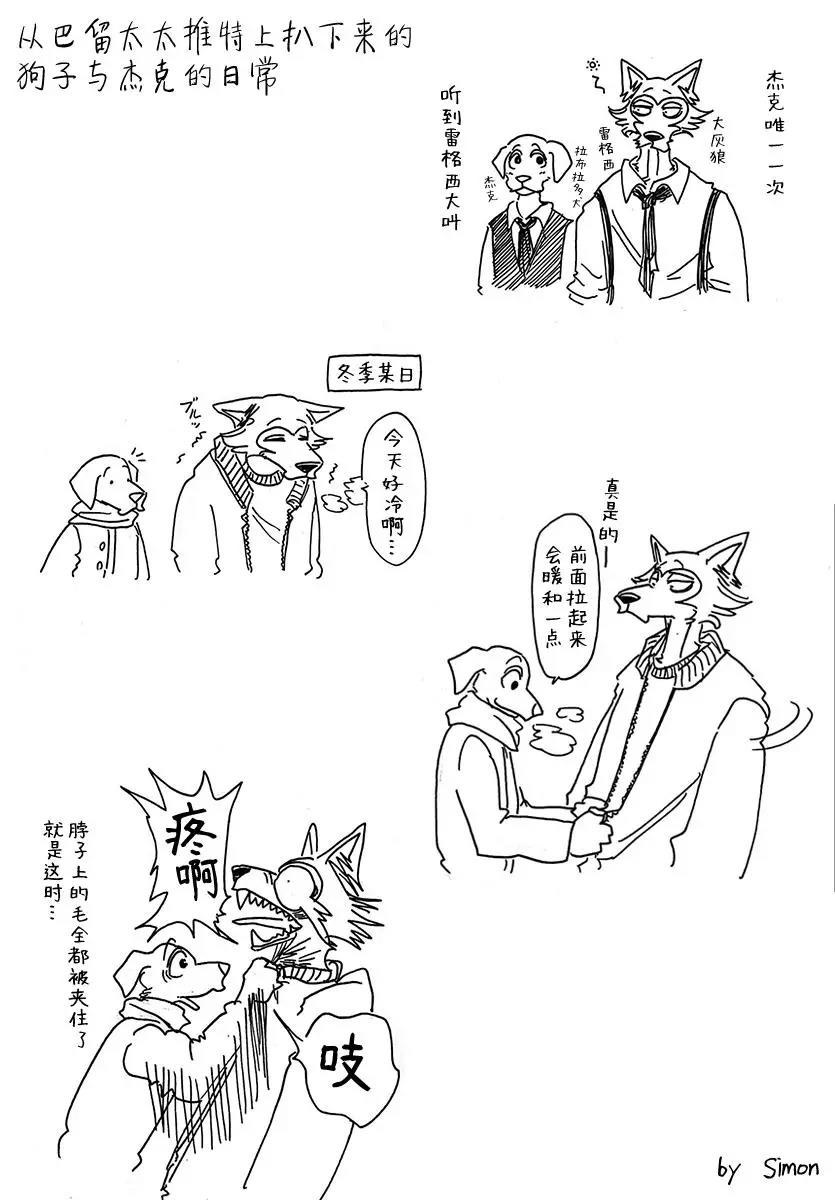 从巴留太太推特上扒下来的
狗子与杰克的日常
杰克唯一一次
听到雷格西大叫
大灰狼
雷格西
拉布拉多犬
杰克
冬季某日
ブルッ
今天好冷啊…
真是的—
前面拉起来
会暖和一点
疼啊
脖子上的毛全都被夹住了
就是这时…
吱
by Simon